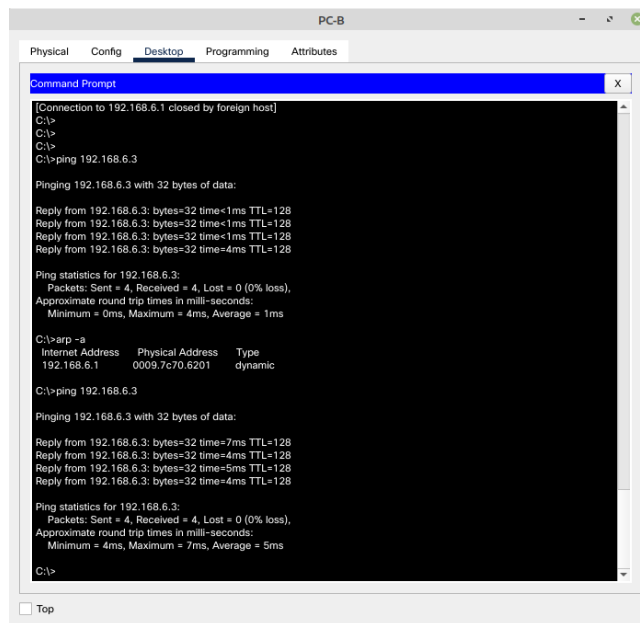 PC-B
Physical Config Desktop Programming Attributes
Command Prompt X
[Connection to 192.168.6.1 closed by foreign host]
C:\>
C:\>
C:\>
C:\>ping 192.168.6.3
Pinging 192.168.6.3 with 32 bytes of data:
Reply from 192.168.6.3: bytes=32 time<1ms TTL=128
Reply from 192.168.6.3: bytes=32 time<1ms TTL=128
Reply from 192.168.6.3: bytes=32 time<1ms TTL=128
Reply from 192.168.6.3: bytes=32 time=4ms TTL=128
Ping statistics for 192.168.6.3:
Packets: Sent = 4, Received = 4, Lost = 0 (0% loss),
Approximate round trip times in milli-seconds:
Minimum = 0ms, Maximum = 4ms, Average = 1ms
C:\>arp -a
Internet Address Physical Address Type
192.168.6.1 0009.7c70.6201 dynamic
C:\>ping 192.168.6.3
Pinging 192.168.6.3 with 32 bytes of data:
Reply from 192.168.6.3: bytes=32 time=7ms TTL=128
Reply from 192.168.6.3: bytes=32 time=4ms TTL=128
Reply from 192.168.6.3: bytes=32 time=5ms TTL=128
Reply from 192.168.6.3: bytes=32 time=4ms TTL=128
Ping statistics for 192.168.6.3:
Packets: Sent = 4, Received = 4, Lost = 0 (0% loss),
Approximate round trip times in milli-seconds:
Minimum = 4ms, Maximum = 7ms, Average = 5ms
C:\>
Top